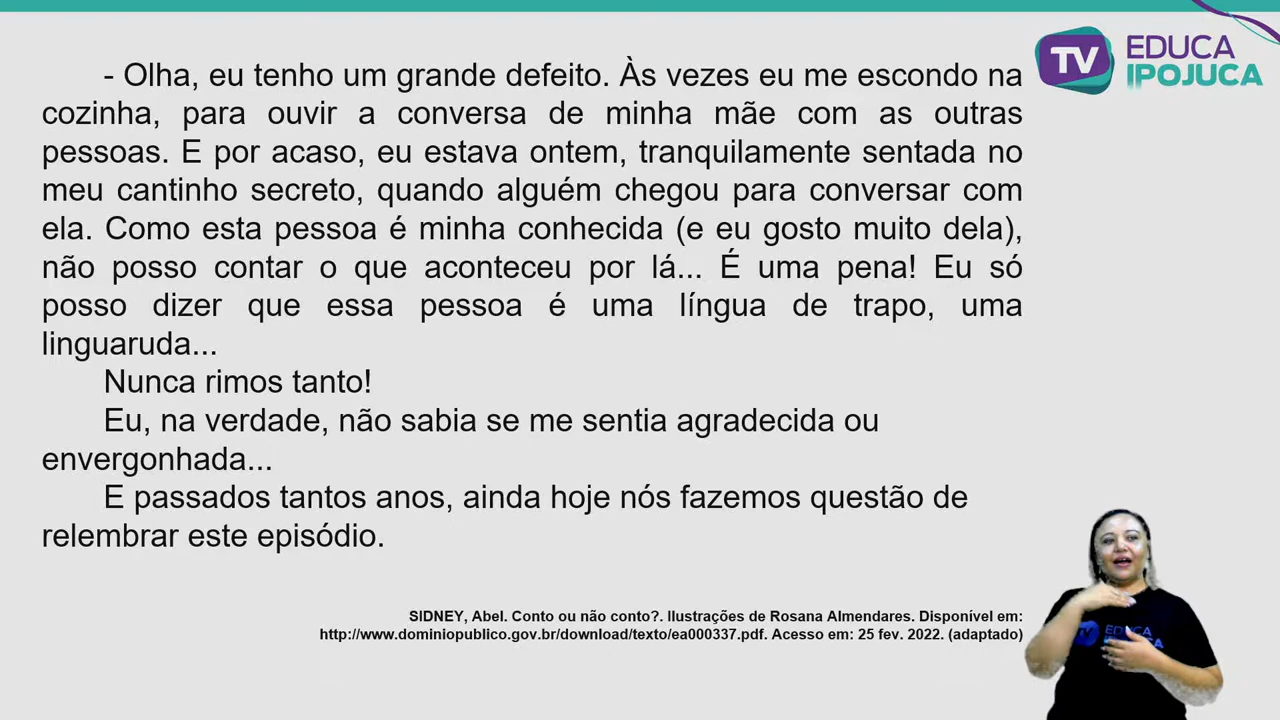 - Olha, eu tenho um grande defeito. Às vezes eu me escondo na
cozinha, para ouvir a conversa de minha mãe com as outras
pessoas. E por acaso, eu estava ontem, tranquilamente sentada no
meu cantinho secreto, quando alguém chegou para conversar com
ela. Como esta pessoa é minha conhecida (e eu gosto muito dela),
não posso contar o que aconteceu por lá... É uma pena! Eu só
posso dizer que essa pessoa é uma língua de trapo, uma
linguaruda...
Nunca rimos tanto!
Eu, na verdade, não sabia se me sentia agradecida ou
envergonhada...
E passados tantos anos, ainda hoje nós fazemos questão de
relembrar este episódio.
SIDNEY, Abel. Conto ou não conto?. Ilustrações de Rosana Almendares. Disponível em:
http://www.dominiopublico.gov.br/download/texto/ea000337.pdf. Acesso em: 25 fev. 2022. (adaptado)
TV EDUCA
IPOJUCA
TV EDUCA
IPOJUCA